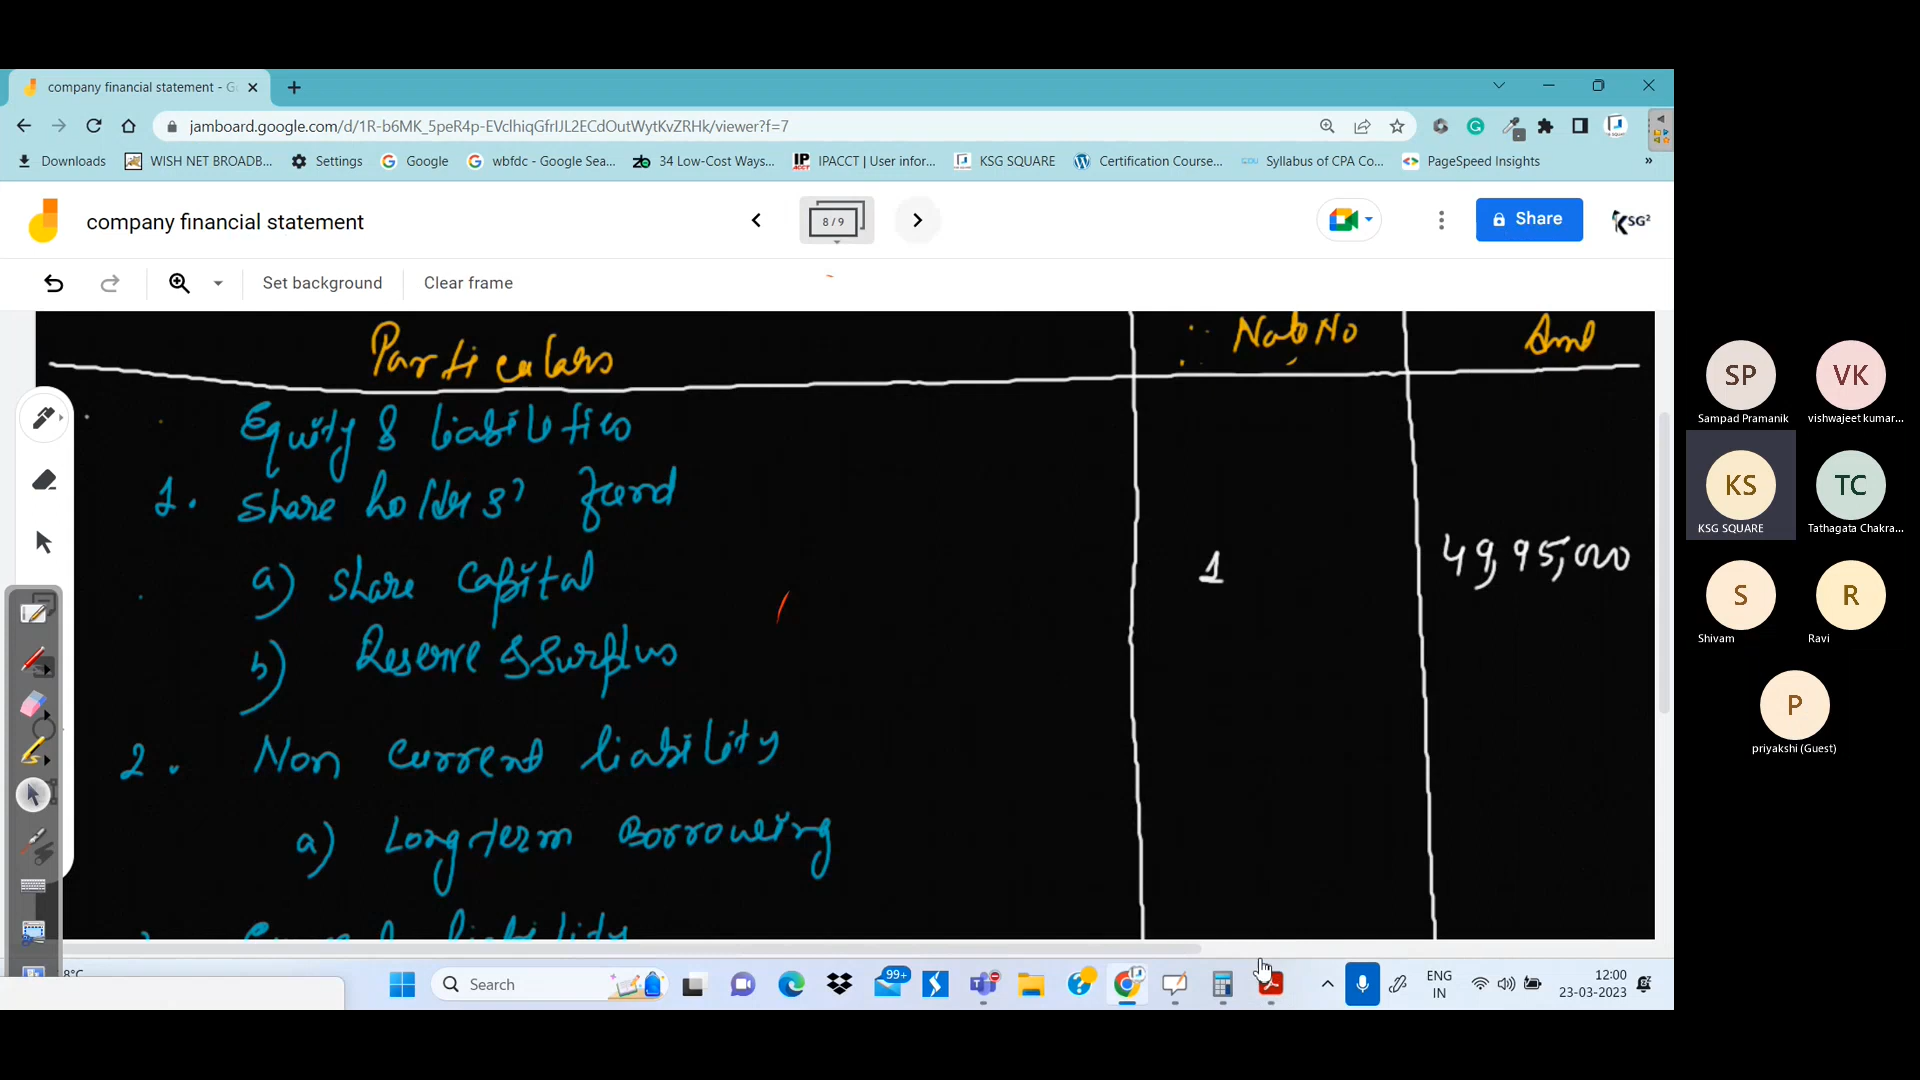 company financial statement - G
jamboard.google.com/d/1R-b6MK_5peR4p-EVclhiqGfrIJL2ECdOutWytKvZRHk/viewer?f=7
Downloads WISH NET BROADB... Settings Google wbfdc - Google Sea... 34 Low-Cost Ways... IPACCT | User infor... KSG SQUARE Certification Course... Syllabus of CPA Co... PageSpeed Insights »
company financial statement 8 / 9 Share KSG²
Set background Clear frame
Particulars Note No Amt
Equity & liabilities
1. Share holders' fund
a) Share Capital 1 49,95,000
b) Reserve & Surplus
2. Non Current liability
a) Long term Borrowing
liability
SP VK
Sampad Pramanik vishwajeet kumar...
KS TC
KSG SQUARE Tathagata Chakra...
S R
Shivam Ravi
P
priyakshi (Guest)
8°C Search 99+ ENG 12:00
IN 23-03-2023